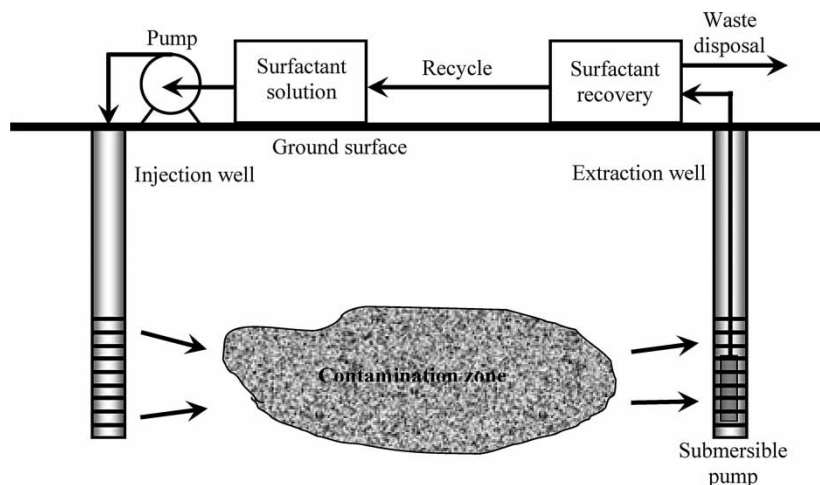 Waste
disposal
Pump
Surfactant
solution
Recycle
Surfactant
recovery
Ground surface
Injection well
Extraction well
Contamination zone
Submersible
pump